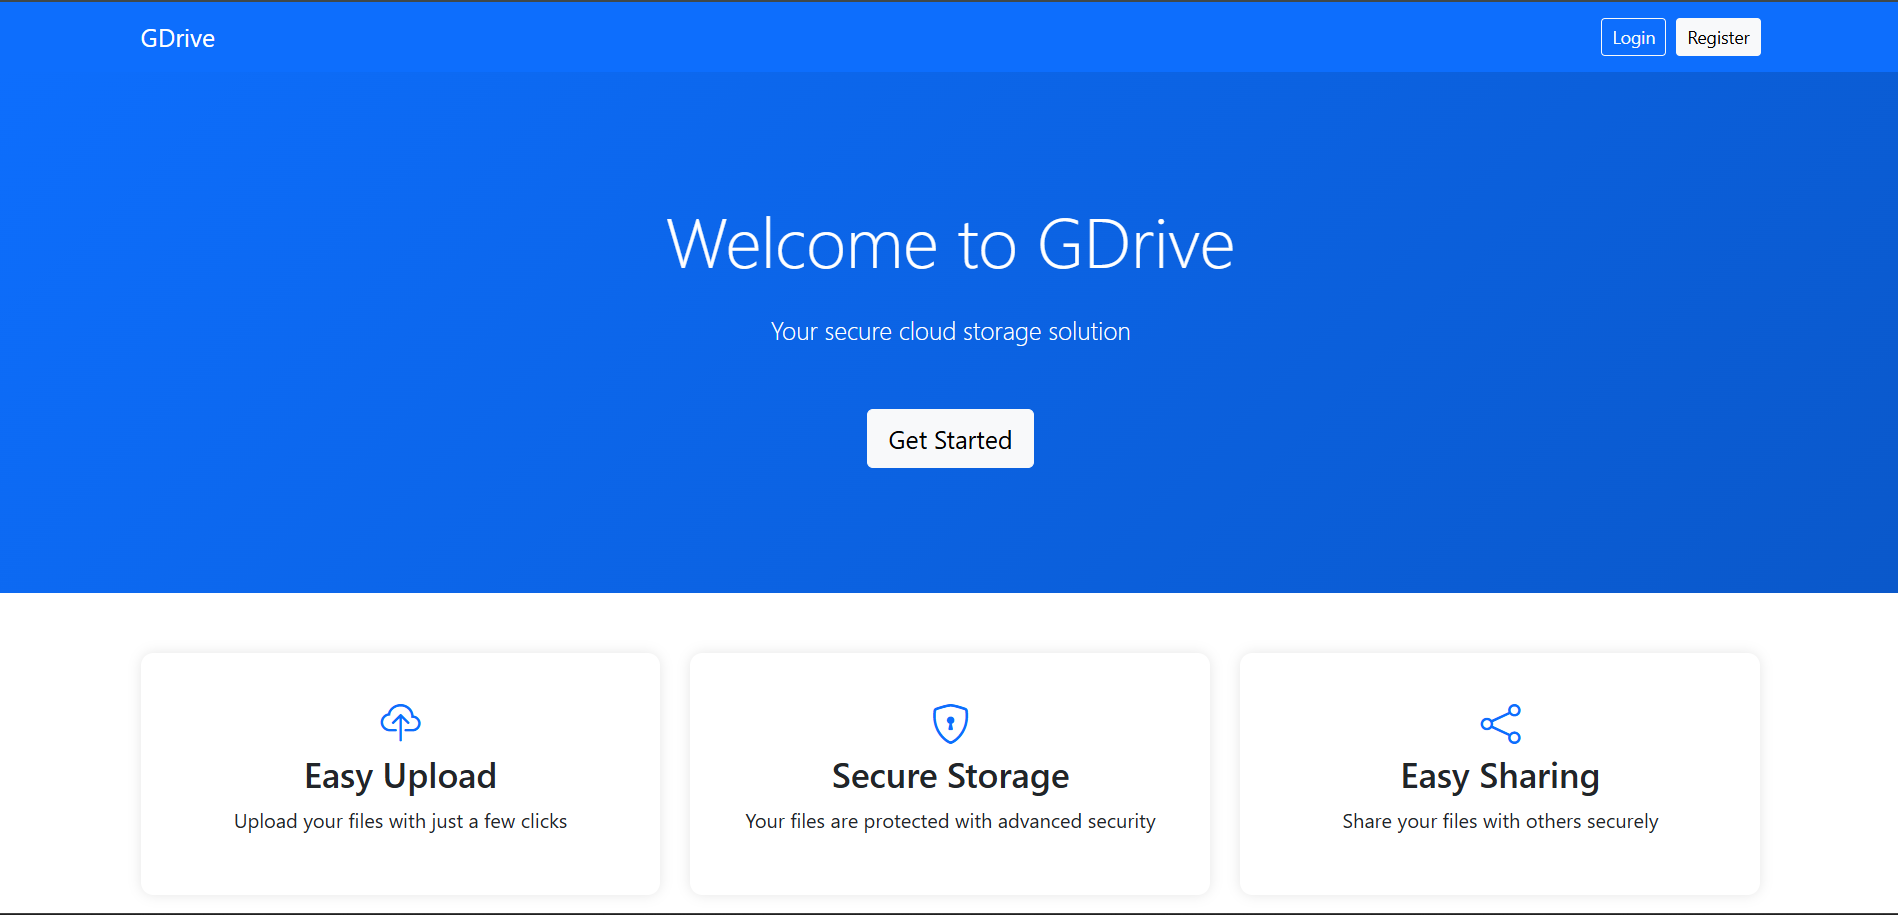 GDrive
Login
Register
Welcome to GDrive
Your secure cloud storage solution
Get Started
Easy Upload
Upload your files with just a few clicks
Secure Storage
Your files are protected with advanced security
Easy Sharing
Share your files with others securely